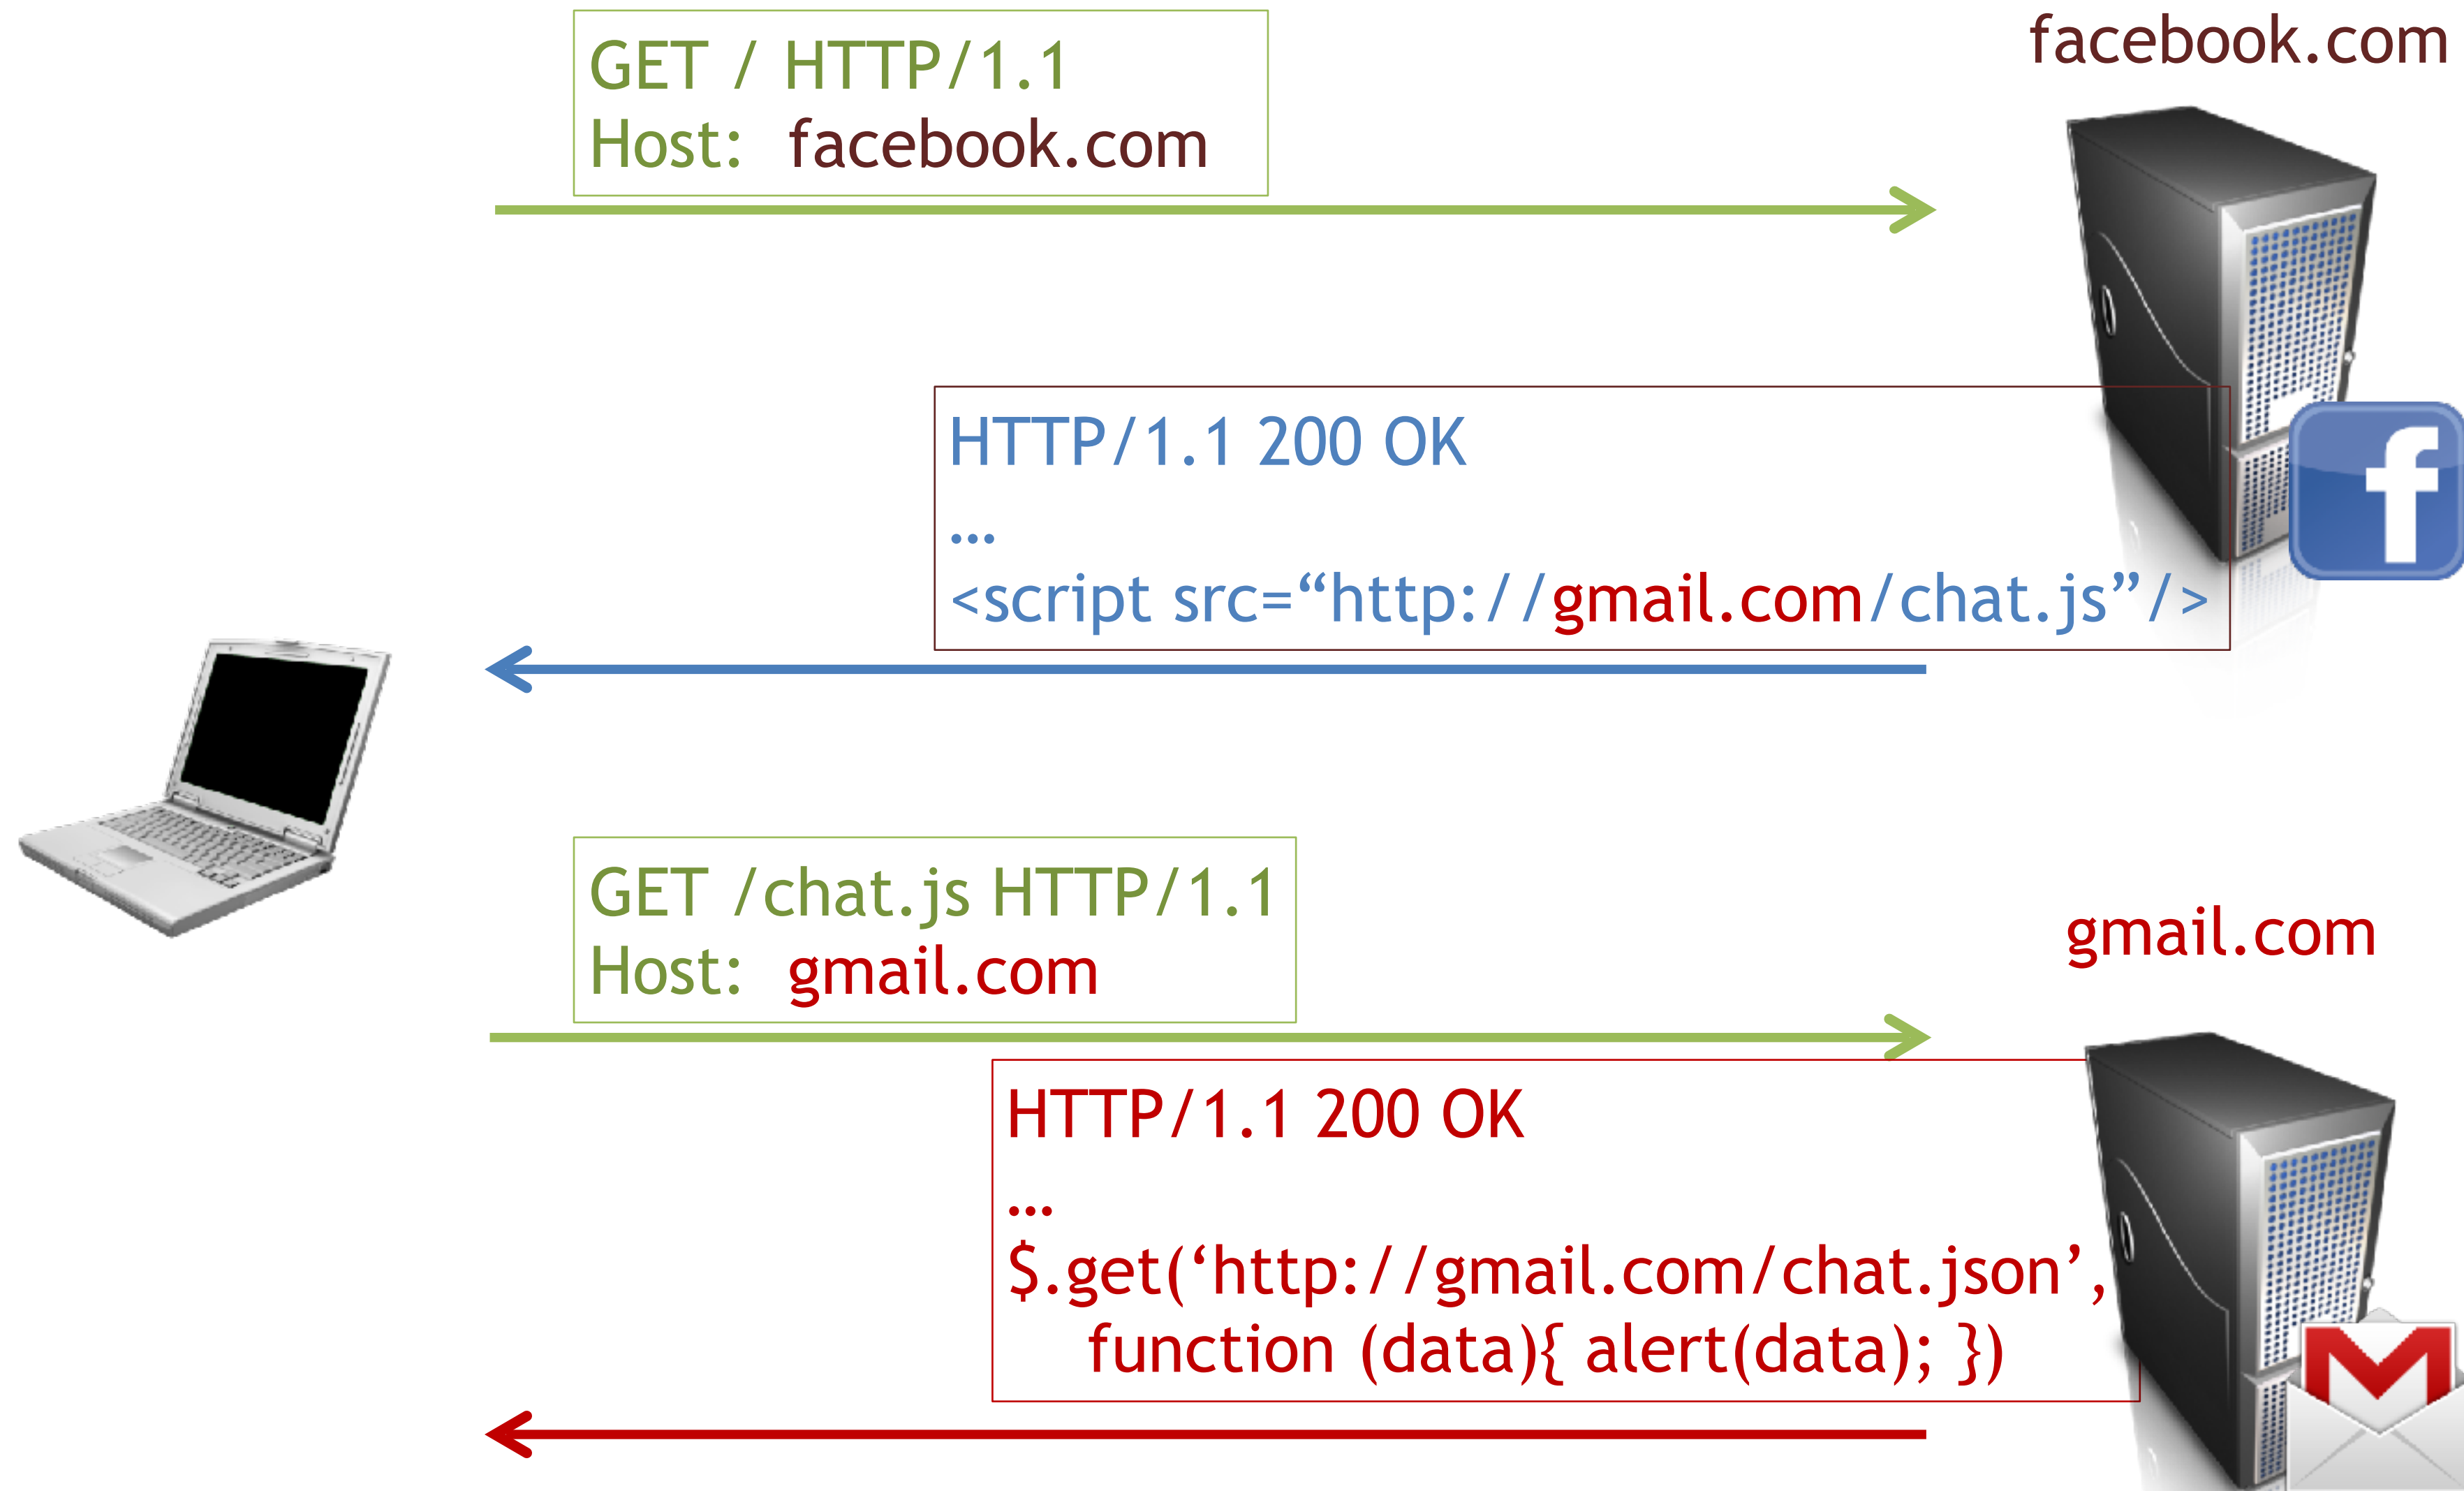 facebook.com
GET / HTTP/1.1
Host: facebook.com
HTTP/1.1 200 OK
…
<script src=“http://gmail.com/chat.js”/>
GET /chat.js HTTP/1.1
Host: gmail.com
gmail.com
HTTP/1.1 200 OK
…
$.get(‘http://gmail.com/chat.json’,
function (data){ alert(data); })